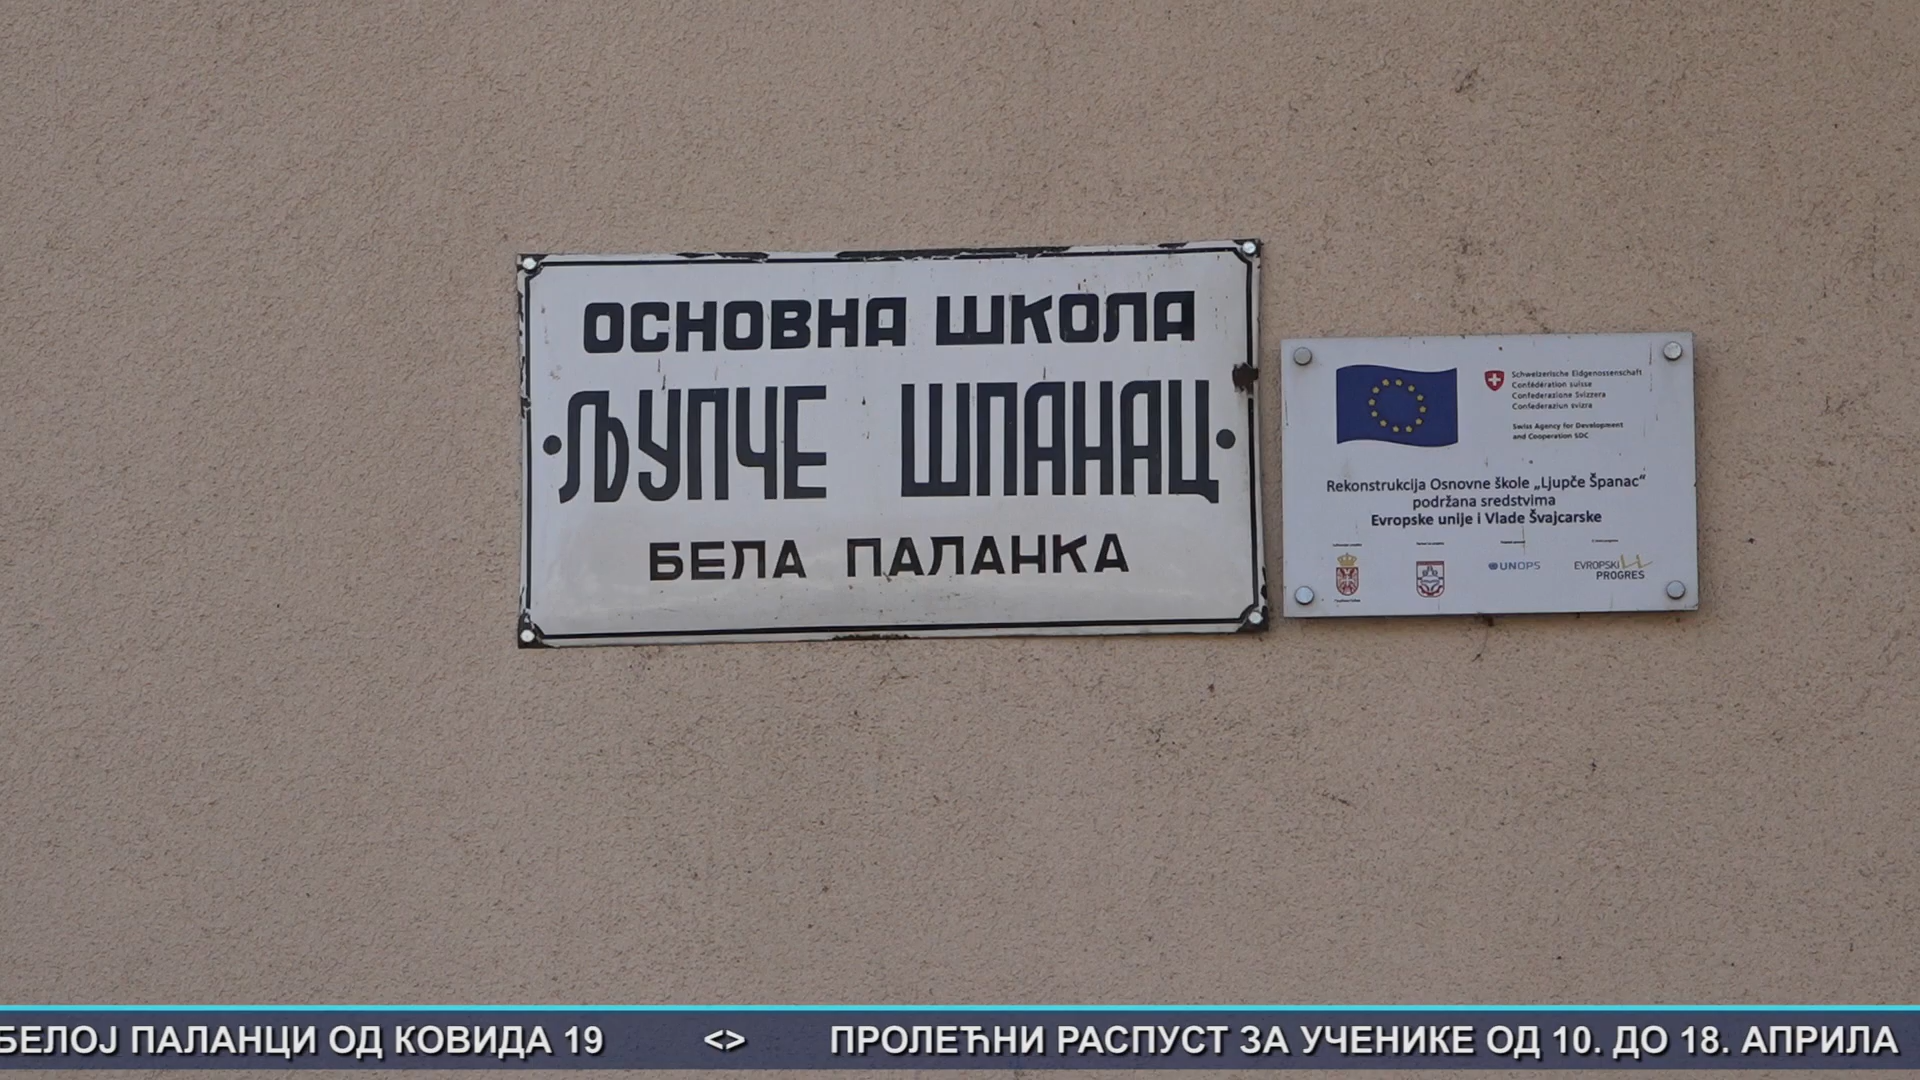 ОСНОВНА ШКОЛА
ЉУПЧЕ ШПАНАЦ
БЕЛА ПАЛАНКА
Schweizerische Eidgenossenschaft
Confédération suisse
Confederazione Svizzera
Confederaziun svizra
Swiss Agency for Development
and Cooperation SDC
Rekonstrukcija Osnovne škole „Ljupče Španac“
podržana sredstvima
Evropske unije i Vlade Švajcarske
UNOPS
EVROPSKI
PROGRES
БЕЛОЈ ПАЛАНЦИ ОД КОВИДА 19 <> ПРОЛЕЋНИ РАСПУСТ ЗА УЧЕНИКЕ ОД 10. ДО 18. АПРИЛА